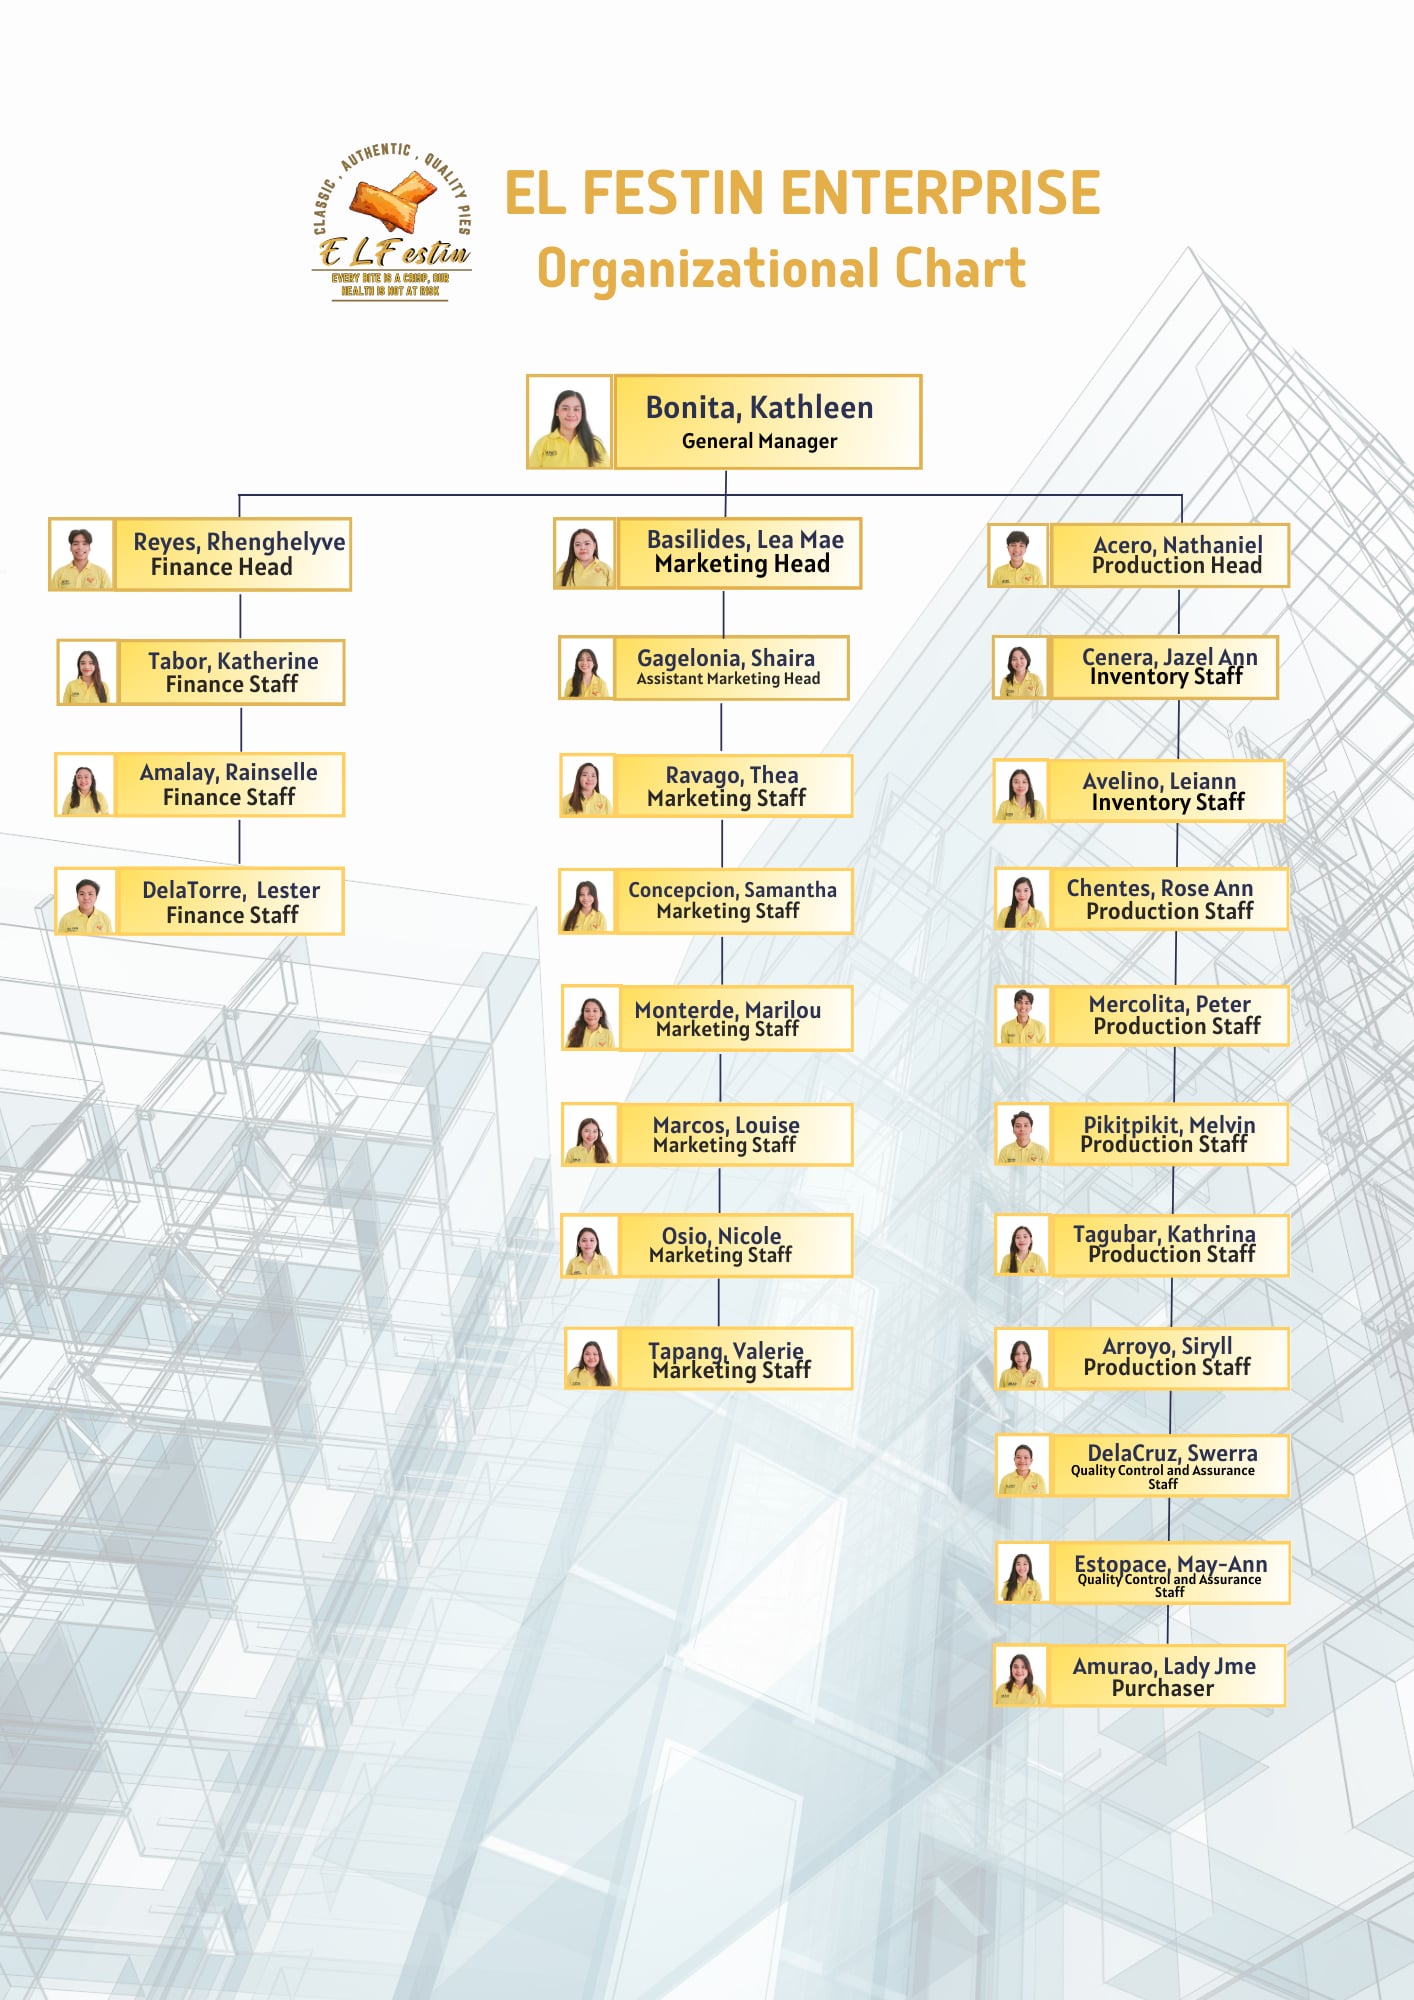 CLASSIC . AUTHENTIC . QUALITY PIES
EL Festin
EVERY BITE IS A CRISP, OUR
HEALTH IS NOT AT RISK
EL FESTIN ENTERPRISE
Organizational Chart
Bonita, Kathleen
General Manager
Reyes, Rhenghelyve
Finance Head
Tabor, Katherine
Finance Staff
Amalay, Rainselle
Finance Staff
DelaTorre, Lester
Finance Staff
Basilides, Lea Mae
Marketing Head
Gagelonia, Shaira
Assistant Marketing Head
Ravago, Thea
Marketing Staff
Concepcion, Samantha
Marketing Staff
Monterde, Marilou
Marketing Staff
Marcos, Louise
Marketing Staff
Osio, Nicole
Marketing Staff
Tapang, Valerie
Marketing Staff
Acero, Nathaniel
Production Head
Cenera, Jazel Ann
Inventory Staff
Avelino, Leiann
Inventory Staff
Chentes, Rose Ann
Production Staff
Mercolita, Peter
Production Staff
Pikitpikit, Melvin
Production Staff
Tagubar, Kathrina
Production Staff
Arroyo, Siryll
Production Staff
DelaCruz, Swerra
Quality Control and Assurance
Staff
Estopace, May-Ann
Quality Control and Assurance
Staff
Amurao, Lady Jme
Purchaser